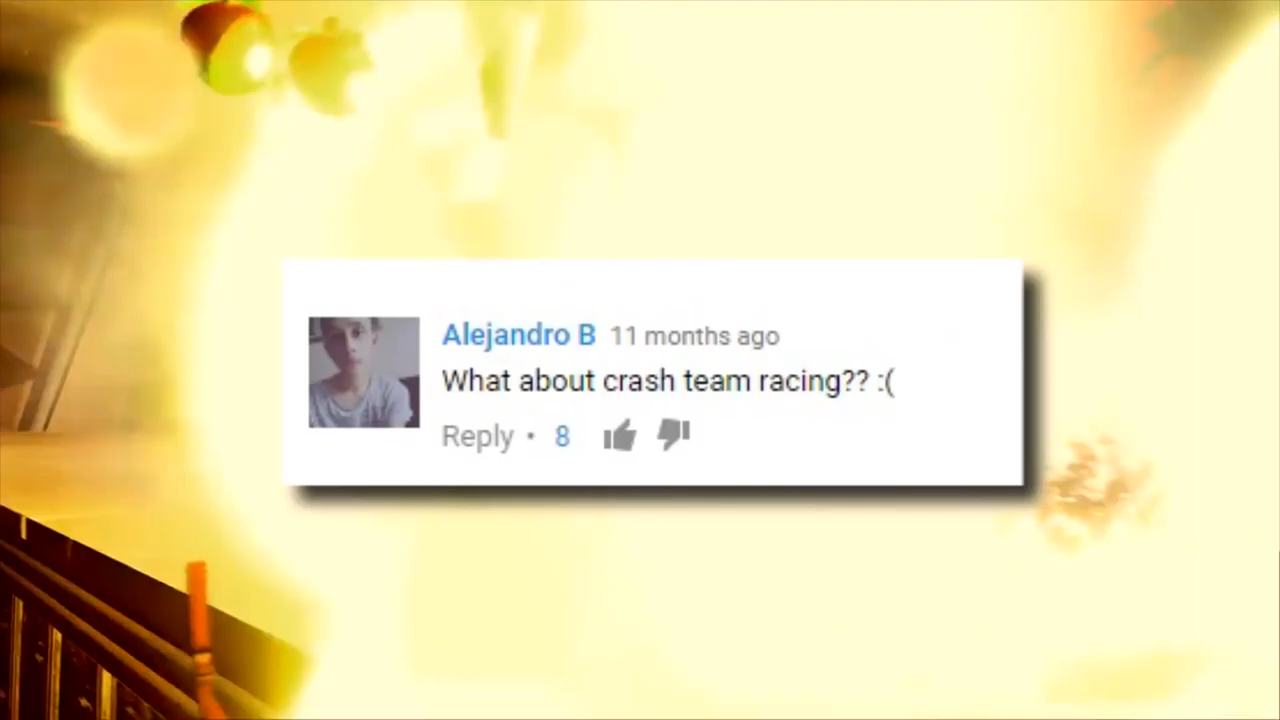 Alejandro B 11 months ago
What about crash team racing?? :(
Reply • 8